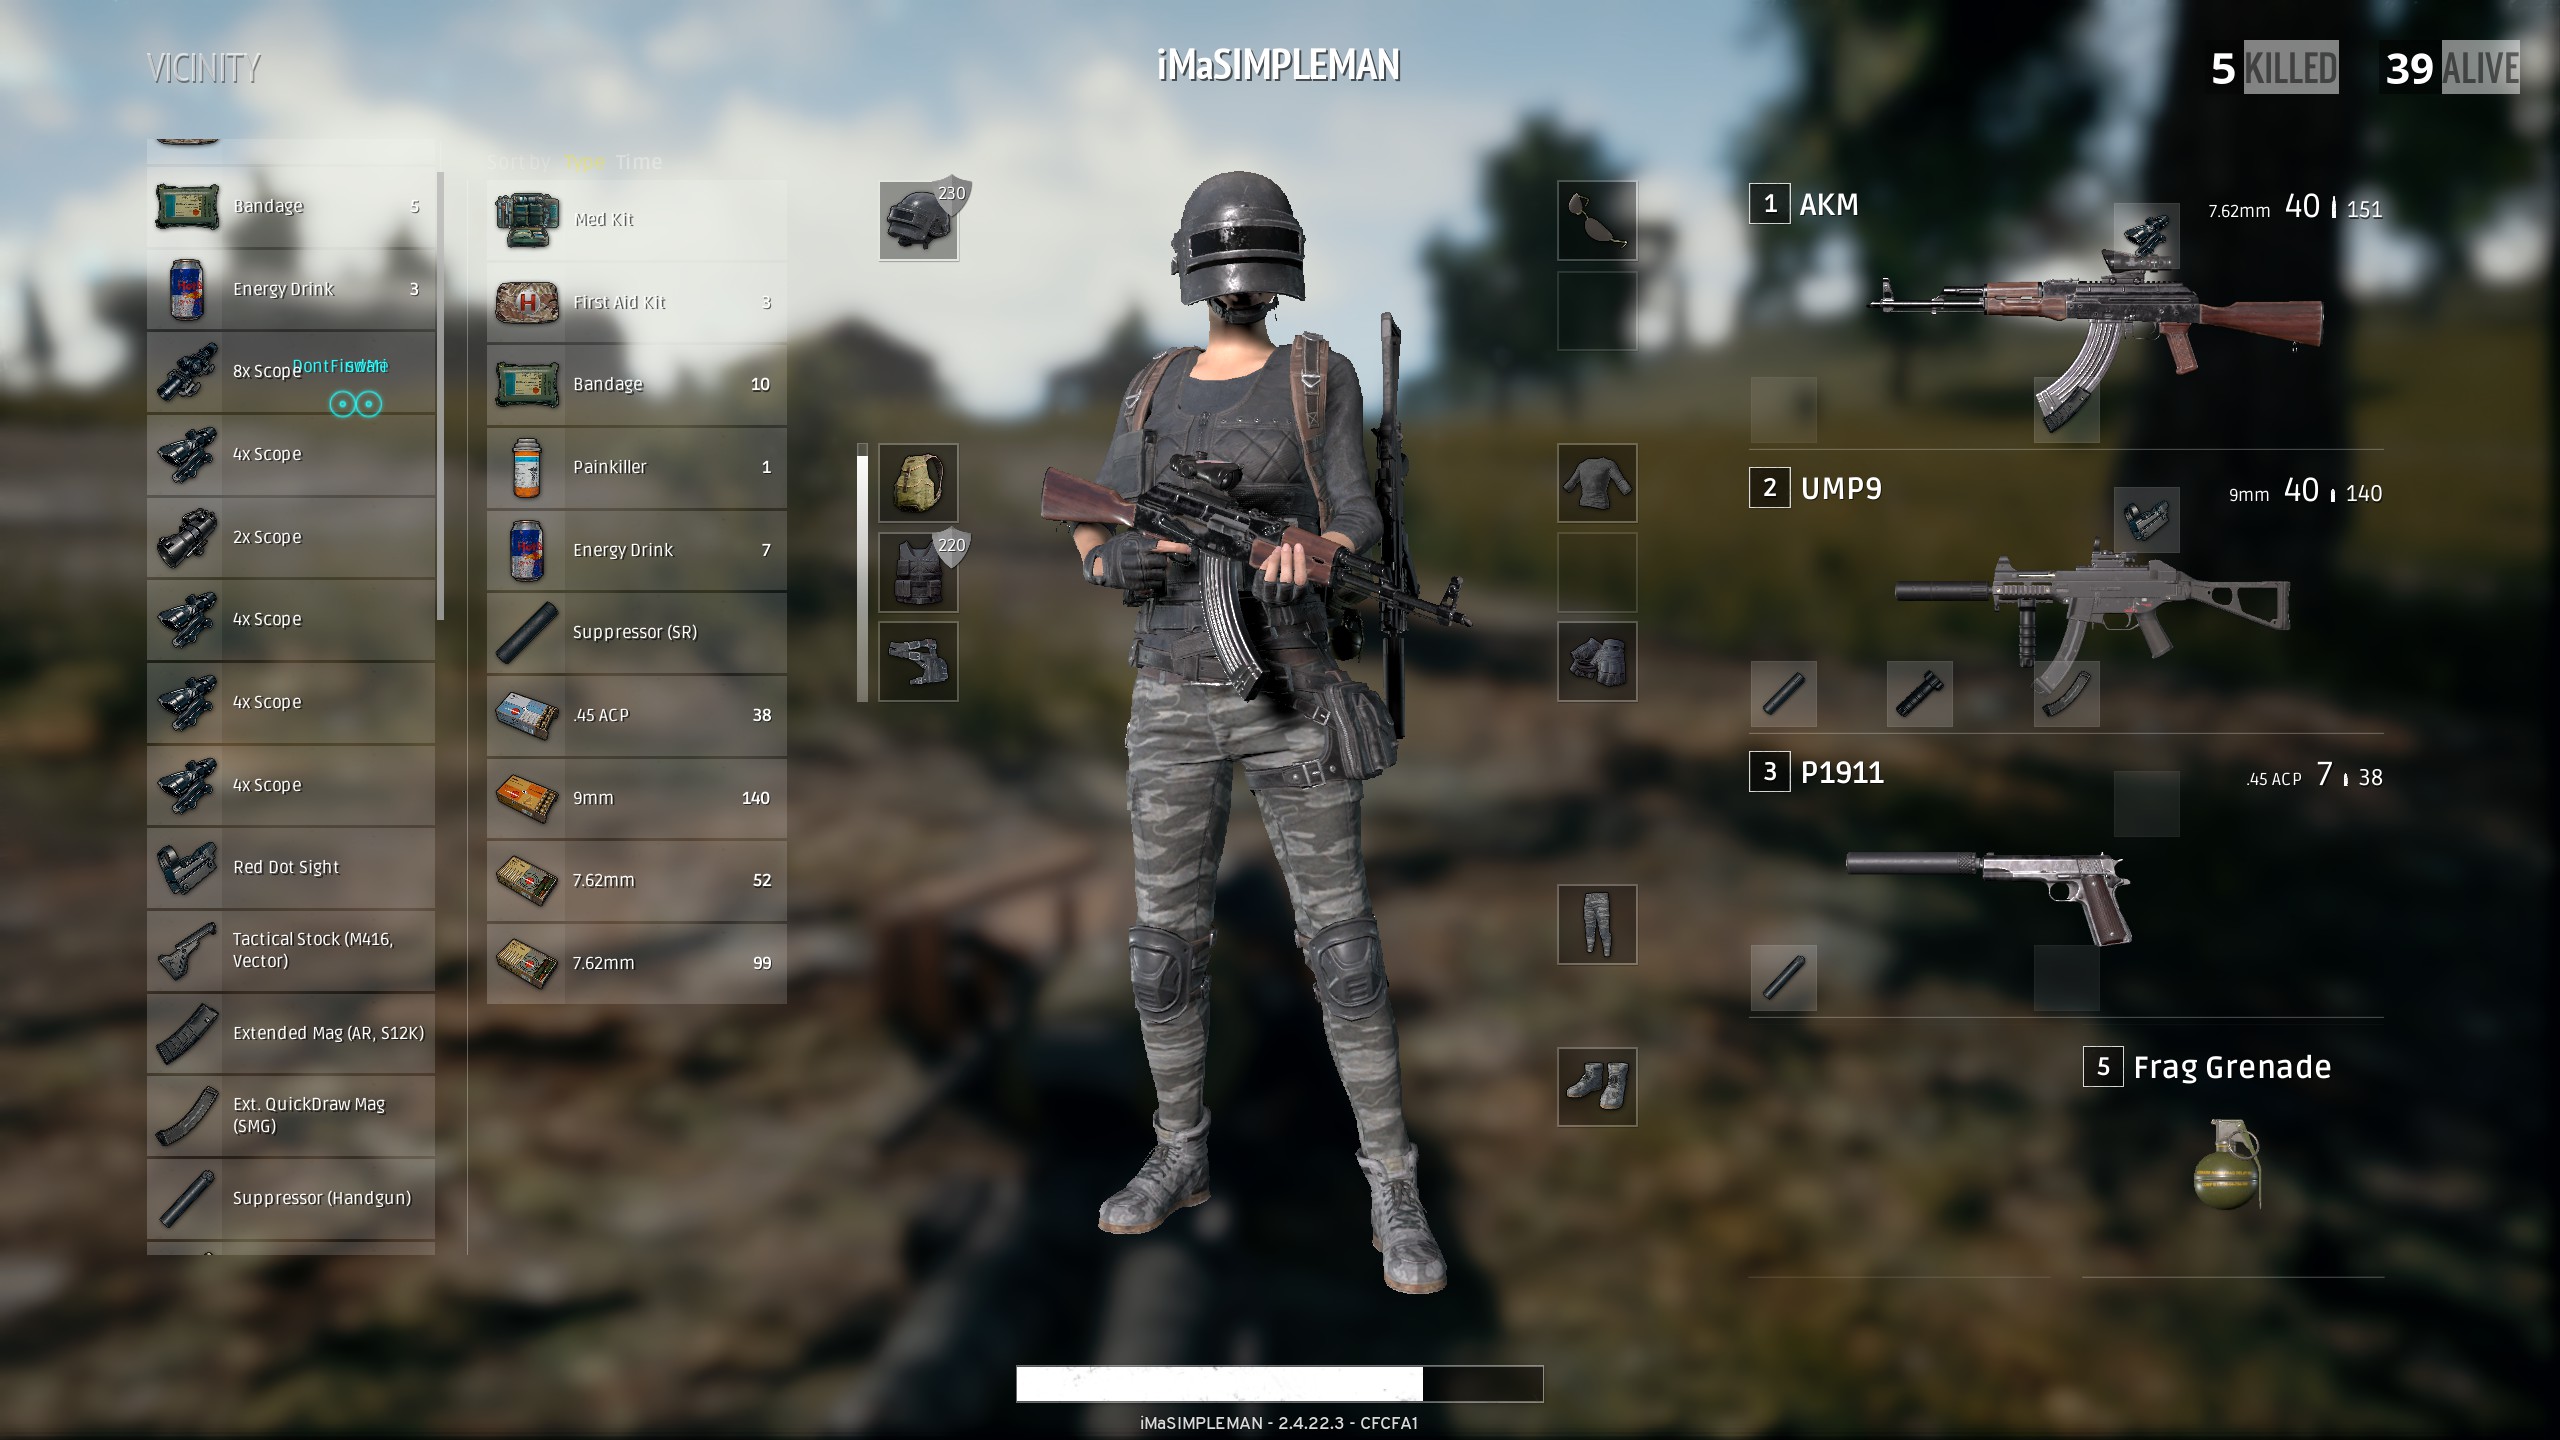 VICINITY
iMaSIMPLEMAN
5 KILLED 39 ALIVE
Sort by Type Time
Bandage 5
Energy Drink 3
8x Scope
4x Scope
2x Scope
4x Scope
4x Scope
4x Scope
Red Dot Sight
Tactical Stock (M416,
Vector)
Extended Mag (AR, S12K)
Ext. QuickDraw Mag
(SMG)
Suppressor (Handgun)
Med Kit
First Aid Kit 3
Bandage 10
Painkiller 1
Energy Drink 7
Suppressor (SR)
.45 ACP 38
9mm 140
7.62mm 52
7.62mm 99
230
220
1 AKM 7.62mm 40 151
2 UMP9 9mm 40 140
3 P1911 .45 ACP 7 38
5 Frag Grenade
iMaSIMPLEMAN - 2.4.22.3 - CFCFA1